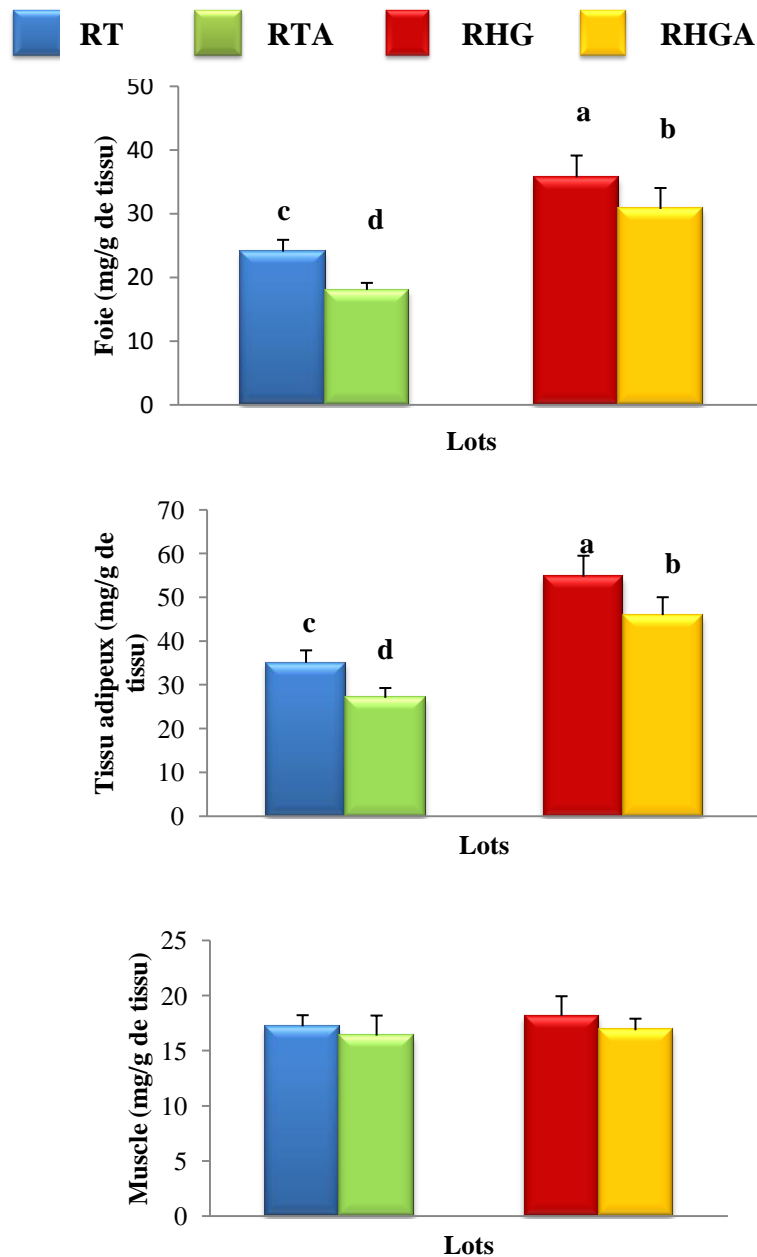 RT RTA RHG RHGA
50
40
30
20
10
0
Foie (mg/g de tissu)
a
b
c
d
Lots
70
60
50
40
30
20
10
0
Tissu adipeux (mg/g de
tissu)
a
b
c
d
Lots
25
20
15
10
5
0
Muscle (mg/g de tissu)
Lots